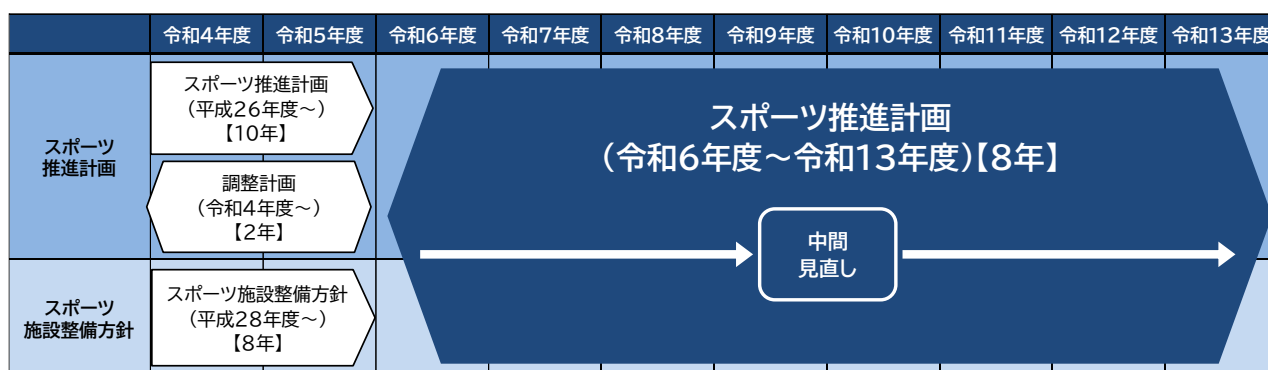 令和4年度 令和5年度 令和6年度 令和7年度 令和8年度 令和9年度 令和10年度 令和11年度 令和12年度 令和13年度
スポーツ
推進計画
スポーツ推進計画
（平成26年度～）
【10年】
調整計画
（令和4年度～）
【2年】
スポーツ推進計画
（令和6年度～令和13年度）【8年】
中間
見直し
スポーツ
施設整備方針
スポーツ施設整備方針
（平成28年度～）
【8年】